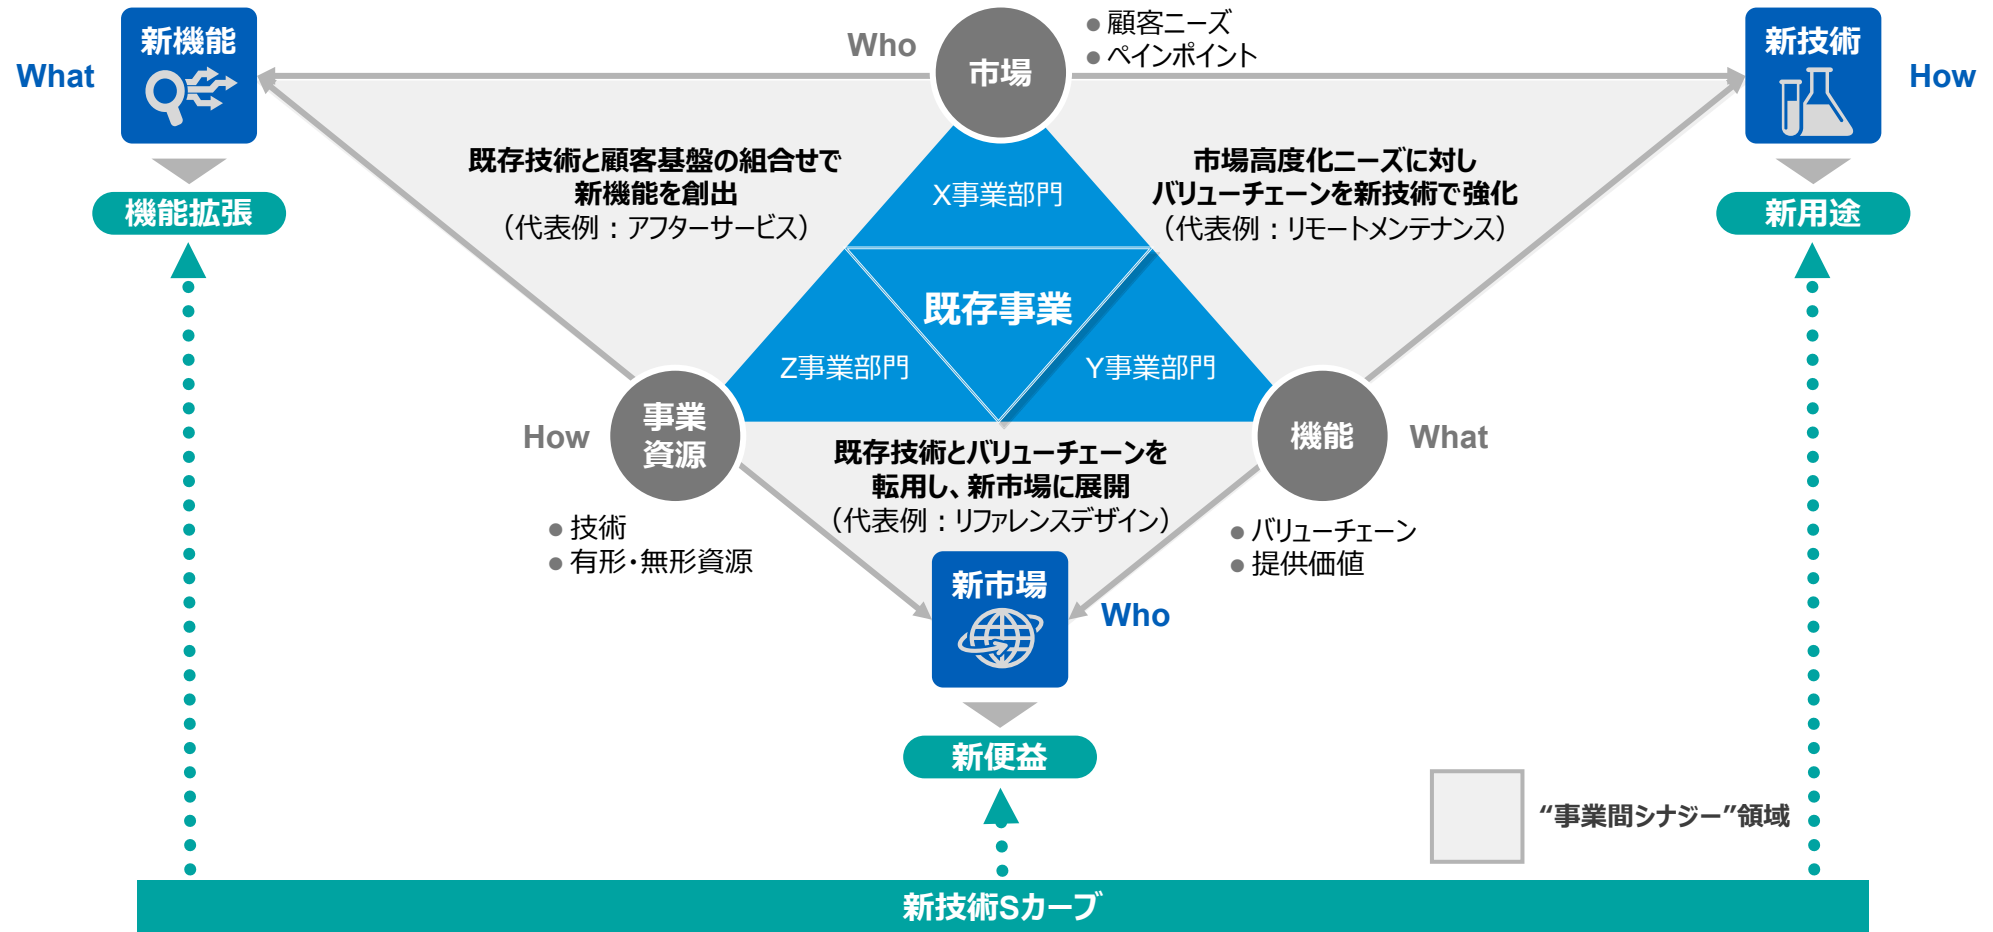 新機能
What
機能拡張
Who
市場
● 顧客ニーズ
● ペインポイント
新技術
How
新用途
既存技術と顧客基盤の組合せで
新機能を創出
（代表例：アフターサービス）
市場高度化ニーズに対し
バリューチェーンを新技術で強化
（代表例：リモートメンテナンス）
X事業部門
既存事業
Z事業部門
Y事業部門
How
事業
資源
● 技術
● 有形・無形資源
機能
What
● バリューチェーン
● 提供価値
既存技術とバリューチェーンを
転用し、新市場に展開
（代表例：リファレンスデザイン）
新市場
Who
新便益
“事業間シナジー”領域
新技術Sカーブ